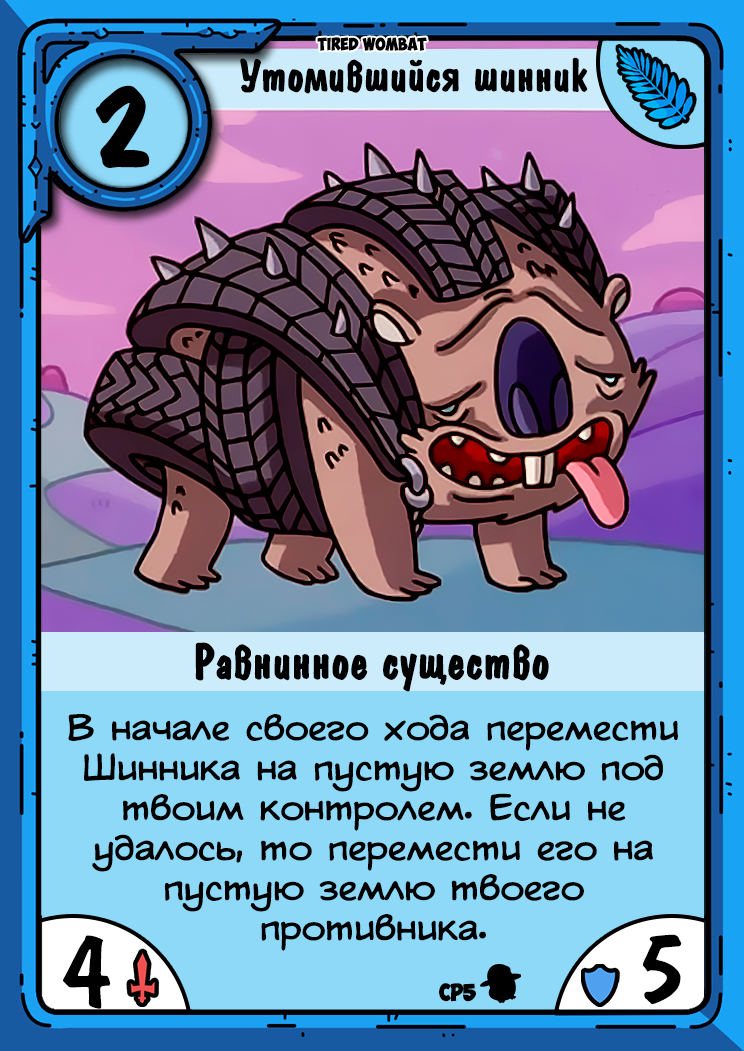 TIRED WOMBAT
2
Утомившийся шинник
Равнинное существо
В начале своего хода перемести
Шинника на пустую землю под
твоим контролем. Если не
удалось, то перемести его на
пустую землю твоего
противника.
4
CP5
5